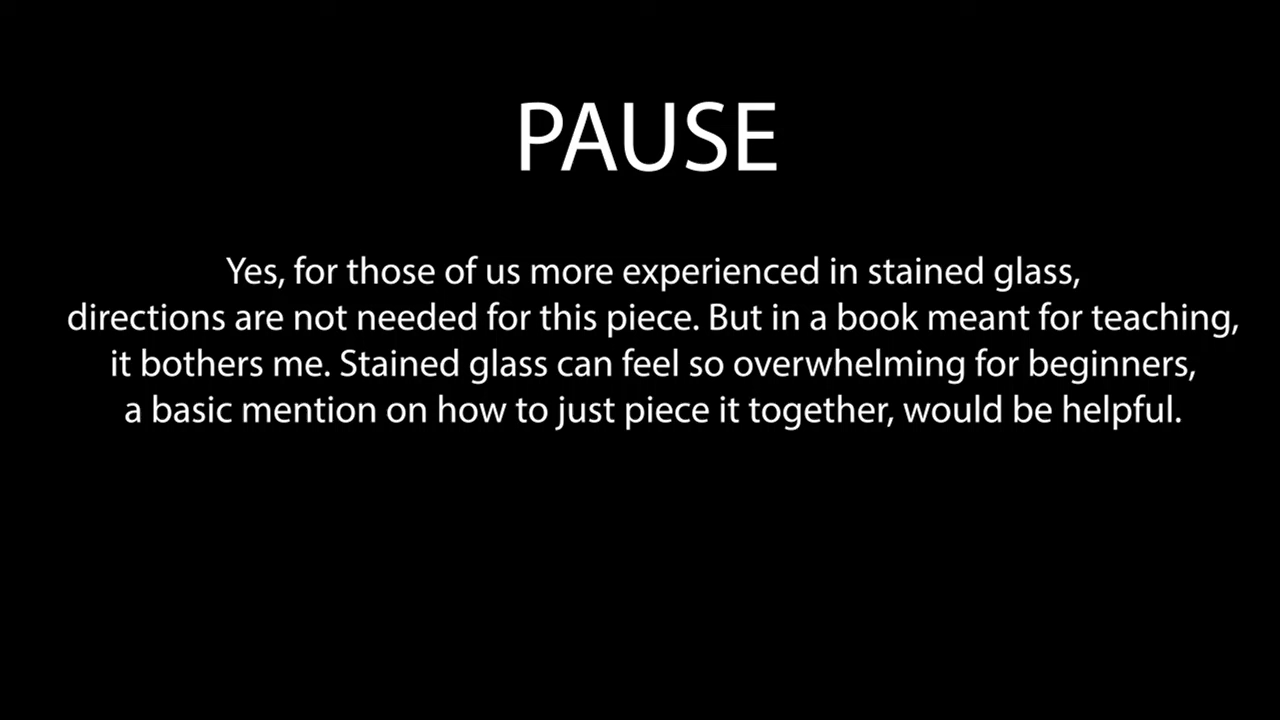 PAUSE
Yes, for those of us more experienced in stained glass,
directions are not needed for this piece. But in a book meant for teaching,
it bothers me. Stained glass can feel so overwhelming for beginners,
a basic mention on how to just piece it together, would be helpful.